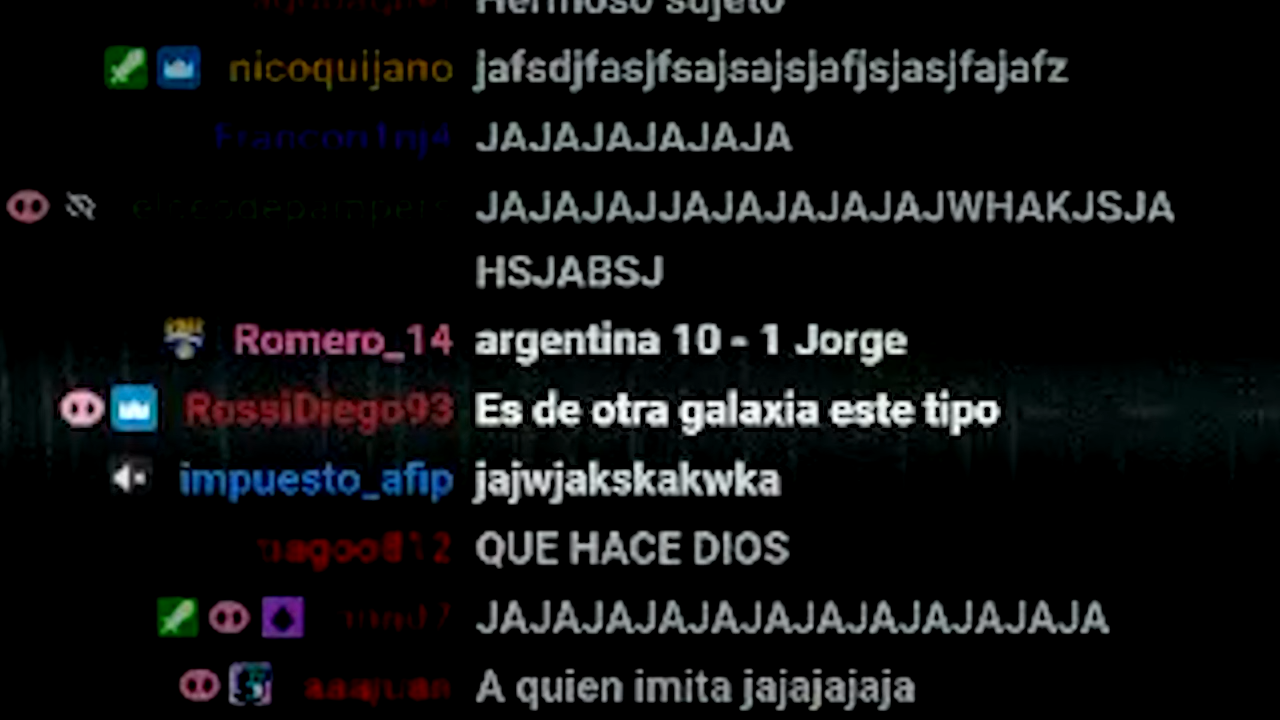 Hermoso sujeto
nicoquijano jafsdjfasjfsajsajsjafjsjasjfajafz
JAJAJAJAJAJA
JAJAJAJJAJAJAJAJAJWHAKJSJA
HSJABSJ
Romero_14 argentina 10 - 1 Jorge
RossiDiego93 Es de otra galaxia este tipo
impuesto_afip jajwjakskakwka
QUE HACE DIOS
JAJAJAJAJAJAJAJAJAJAJAJA
aaajuan A quien imita jajajajaja